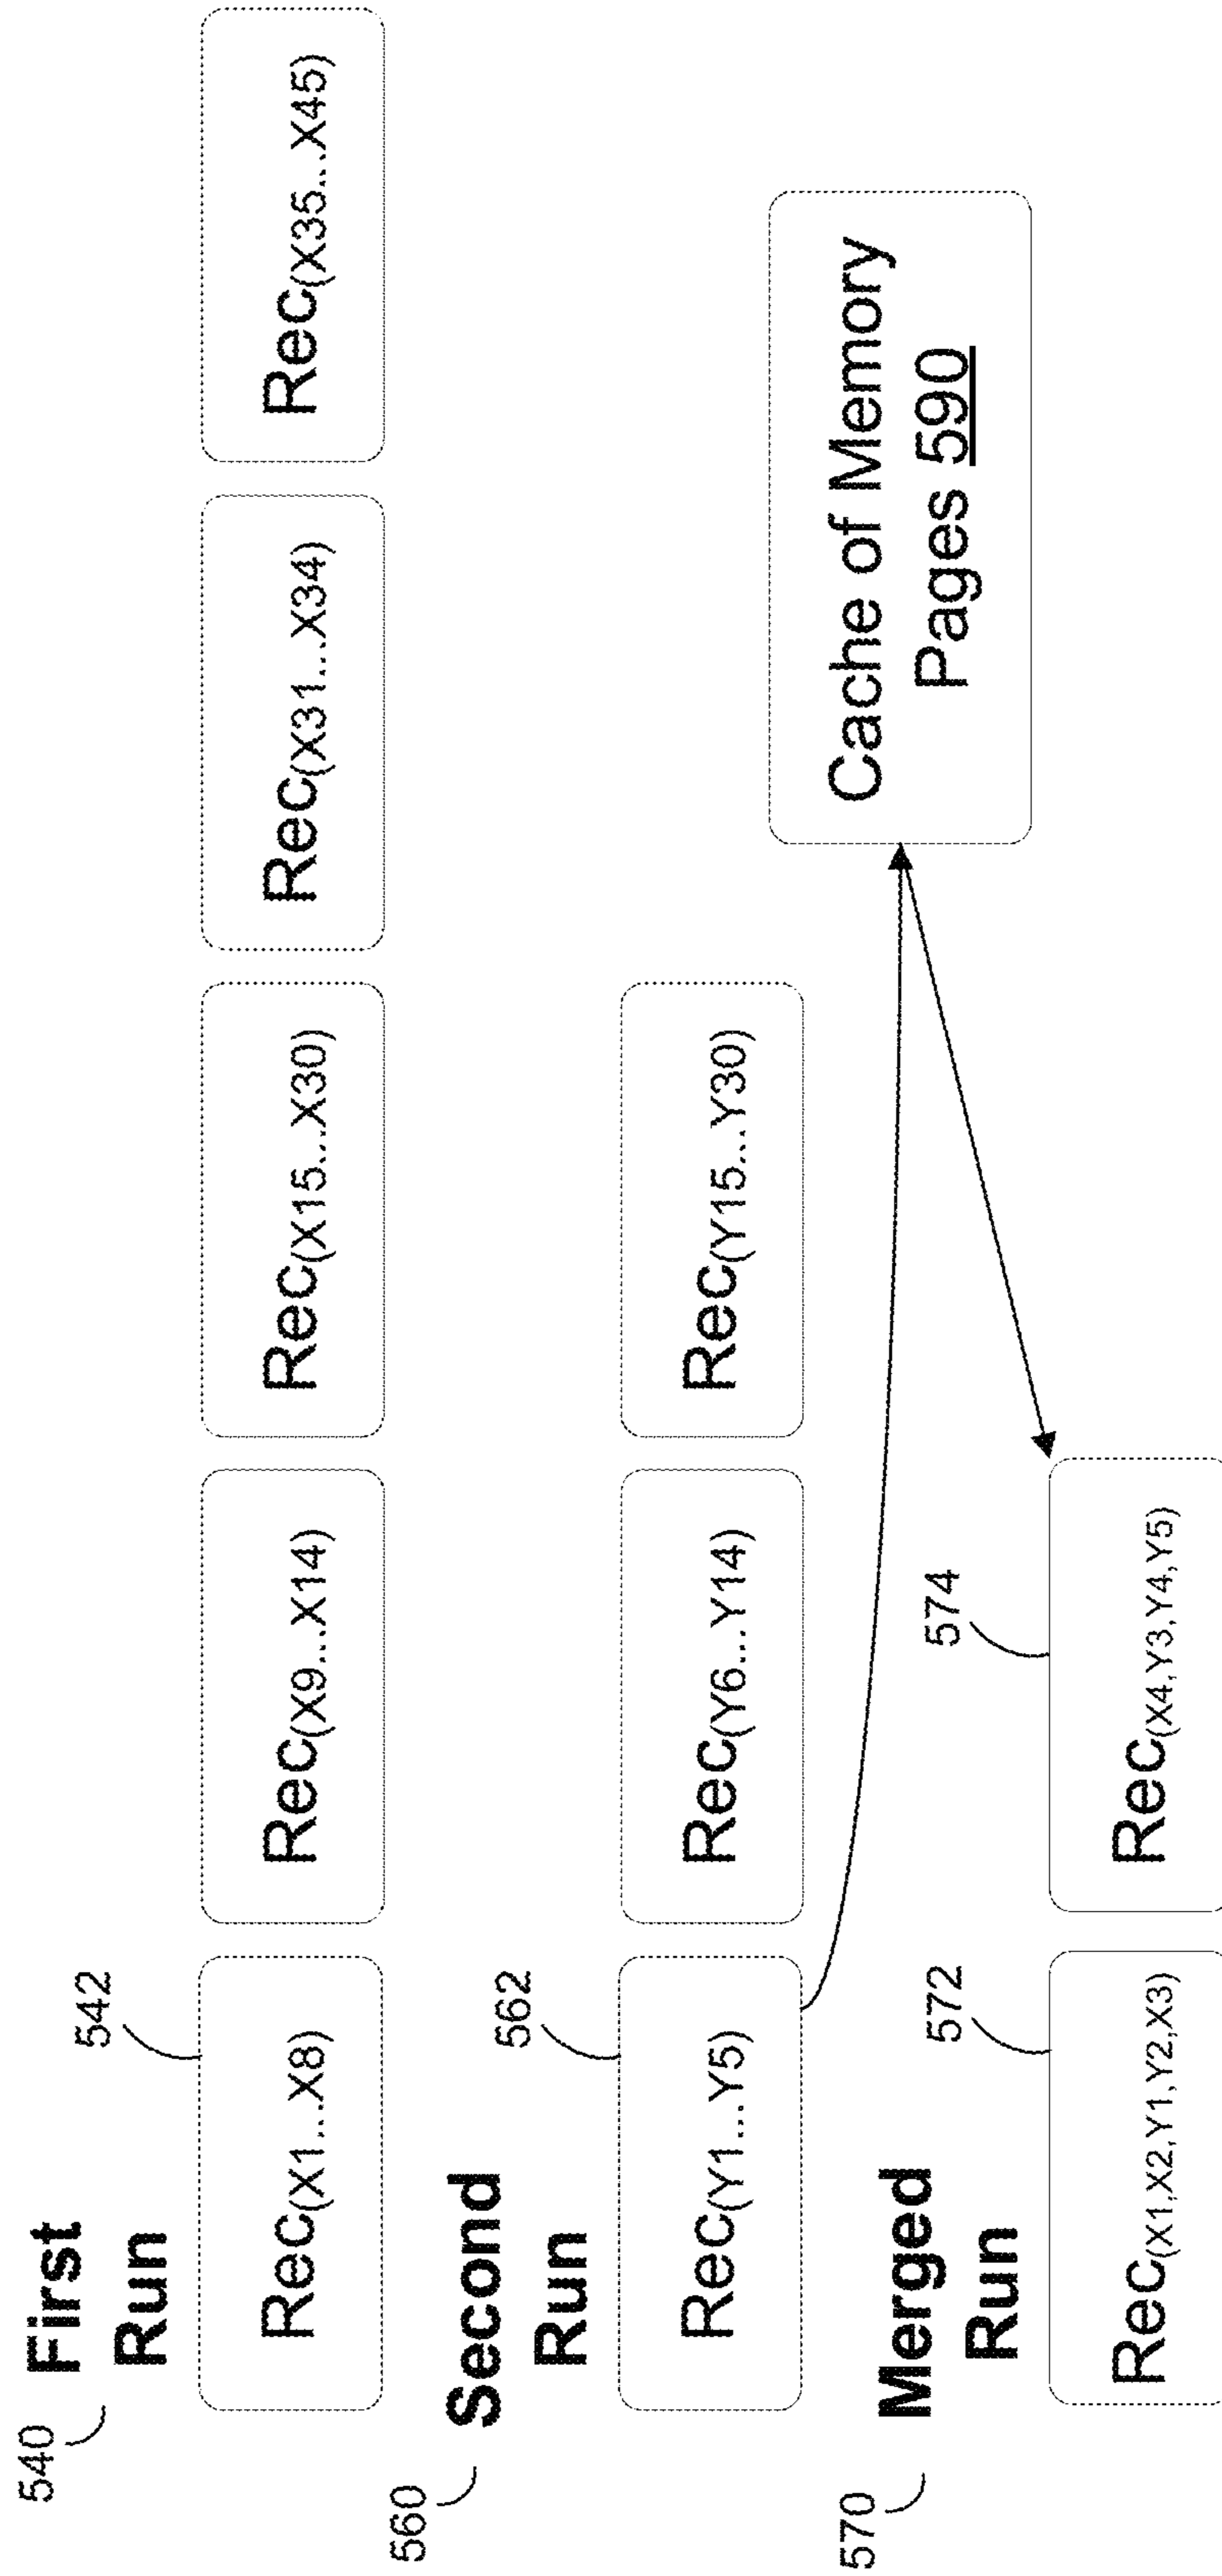 540
First
Run
542
Rec(X1...X8)
Rec(X9...X14)
Rec(X15...X30)
Rec(X31...X34)
Rec(X35...X45)
560
Second
Run
562
Rec(Y1...Y5)
Rec(Y6...Y14)
Rec(Y15...Y30)
Cache of Memory
Pages 590
570
Merged
Run
572
Rec(X1,X2,Y1,Y2,X3)
574
Rec(X4,Y3,Y4,Y5)